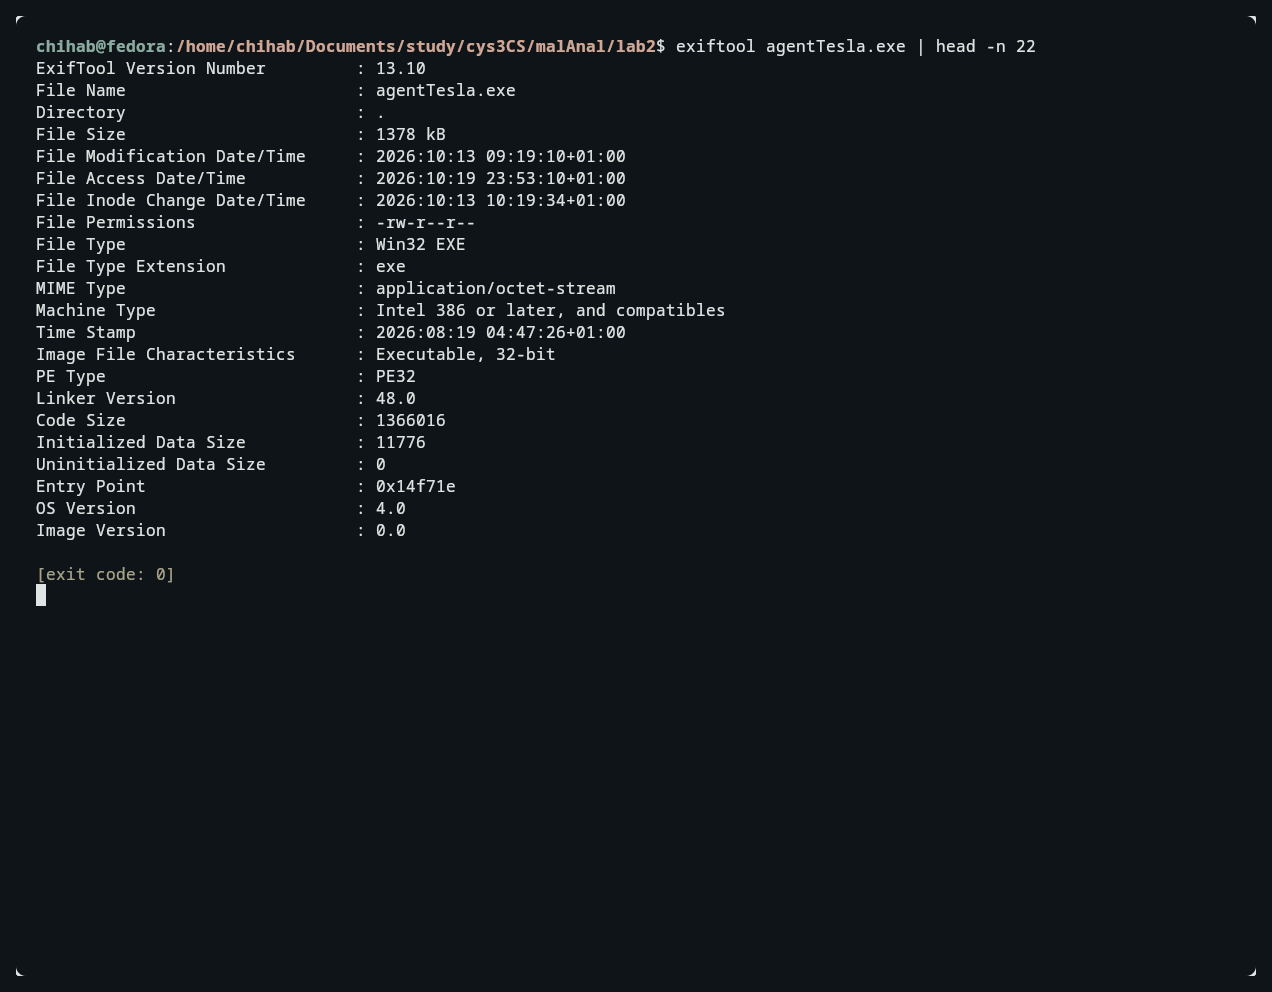 chihab@fedora:/home/chihab/Documents/study/cys3CS/malAnal/lab2$ exiftool agentTesla.exe | head -n 22
ExifTool Version Number         : 13.10
File Name                       : agentTesla.exe
Directory                       : .
File Size                       : 1378 kB
File Modification Date/Time     : 2026:10:13 09:19:10+01:00
File Access Date/Time           : 2026:10:19 23:53:10+01:00
File Inode Change Date/Time     : 2026:10:13 10:19:34+01:00
File Permissions                : -rw-r--r--
File Type                       : Win32 EXE
File Type Extension             : exe
MIME Type                       : application/octet-stream
Machine Type                    : Intel 386 or later, and compatibles
Time Stamp                      : 2026:08:19 04:47:26+01:00
Image File Characteristics      : Executable, 32-bit
PE Type                         : PE32
Linker Version                  : 48.0
Code Size                       : 1366016
Initialized Data Size           : 11776
Uninitialized Data Size         : 0
Entry Point                     : 0x14f71e
OS Version                      : 4.0
Image Version                   : 0.0
[exit code: 0]